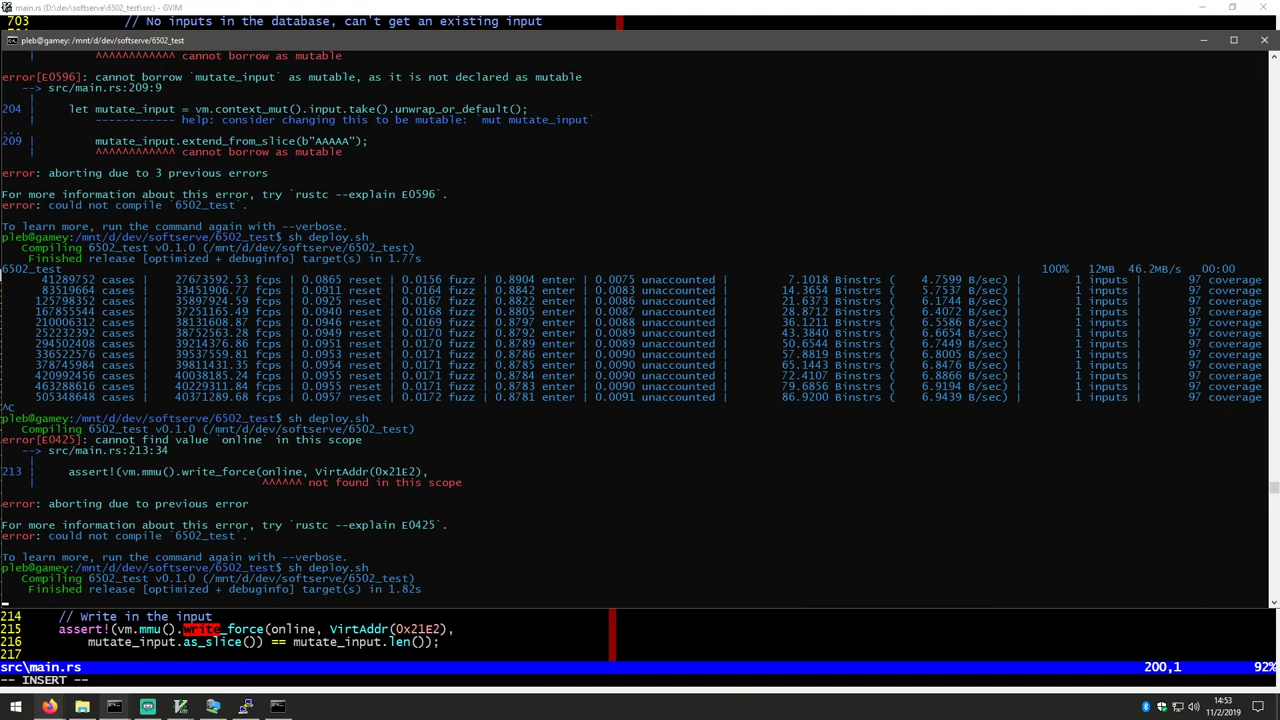 main.rs (D:\dev\softserve\6502_test\src) - GVIM
703 // No inputs in the database, can't get an existing input
pleb@gamey: /mnt/d/dev/softserve/6502_test
| ^^^^^^^^^^^^ cannot borrow as mutable
error[E0596]: cannot borrow `mutate_input` as mutable, as it is not declared as mutable
--> src/main.rs:209:9
|
204 | let mutate_input = vm.context_mut().input.take().unwrap_or_default();
| ------------ help: consider changing this to be mutable: `mut mutate_input`
...
209 | mutate_input.extend_from_slice(b"AAAAA");
| ^^^^^^^^^^^^ cannot borrow as mutable
error: aborting due to 3 previous errors
For more information about this error, try `rustc --explain E0596`.
error: could not compile `6502_test`.
To learn more, run the command again with --verbose.
pleb@gamey:/mnt/d/dev/softserve/6502_test$ sh deploy.sh
Compiling 6502_test v0.1.0 (/mnt/d/dev/softserve/6502_test)
Finished release [optimized + debuginfo] target(s) in 1.77s
6502_test 100% 12MB 46.2MB/s 00:00
41289752 cases | 27673592.53 fcps | 0.0865 reset | 0.0156 fuzz | 0.8904 enter | 0.0075 unaccounted | 7.1018 Binstrs ( 4.7599 B/sec) | 1 inputs | 97 coverage
83519664 cases | 33451906.77 fcps | 0.0911 reset | 0.0164 fuzz | 0.8842 enter | 0.0083 unaccounted | 14.3654 Binstrs ( 5.7537 B/sec) | 1 inputs | 97 coverage
125798352 cases | 35897924.59 fcps | 0.0925 reset | 0.0167 fuzz | 0.8822 enter | 0.0086 unaccounted | 21.6373 Binstrs ( 6.1744 B/sec) | 1 inputs | 97 coverage
167855544 cases | 37251165.49 fcps | 0.0940 reset | 0.0168 fuzz | 0.8805 enter | 0.0087 unaccounted | 28.8712 Binstrs ( 6.4072 B/sec) | 1 inputs | 97 coverage
210006312 cases | 38131608.87 fcps | 0.0946 reset | 0.0169 fuzz | 0.8797 enter | 0.0088 unaccounted | 36.1211 Binstrs ( 6.5586 B/sec) | 1 inputs | 97 coverage
252232392 cases | 38752563.28 fcps | 0.0949 reset | 0.0170 fuzz | 0.8792 enter | 0.0089 unaccounted | 43.3840 Binstrs ( 6.6654 B/sec) | 1 inputs | 97 coverage
294502408 cases | 39214376.86 fcps | 0.0951 reset | 0.0170 fuzz | 0.8789 enter | 0.0089 unaccounted | 50.6544 Binstrs ( 6.7449 B/sec) | 1 inputs | 97 coverage
336522576 cases | 39537559.81 fcps | 0.0953 reset | 0.0171 fuzz | 0.8786 enter | 0.0090 unaccounted | 57.8819 Binstrs ( 6.8005 B/sec) | 1 inputs | 97 coverage
378745984 cases | 39811431.35 fcps | 0.0954 reset | 0.0171 fuzz | 0.8785 enter | 0.0090 unaccounted | 65.1443 Binstrs ( 6.8476 B/sec) | 1 inputs | 97 coverage
420992456 cases | 40038185.24 fcps | 0.0955 reset | 0.0171 fuzz | 0.8784 enter | 0.0090 unaccounted | 72.4107 Binstrs ( 6.8866 B/sec) | 1 inputs | 97 coverage
463288616 cases | 40229311.84 fcps | 0.0955 reset | 0.0171 fuzz | 0.8783 enter | 0.0090 unaccounted | 79.6856 Binstrs ( 6.9194 B/sec) | 1 inputs | 97 coverage
505348648 cases | 40371289.68 fcps | 0.0957 reset | 0.0172 fuzz | 0.8781 enter | 0.0091 unaccounted | 86.9200 Binstrs ( 6.9439 B/sec) | 1 inputs | 97 coverage
^C
pleb@gamey:/mnt/d/dev/softserve/6502_test$ sh deploy.sh
Compiling 6502_test v0.1.0 (/mnt/d/dev/softserve/6502_test)
error[E0425]: cannot find value `online` in this scope
--> src/main.rs:213:34
|
213 | assert!(vm.mmu().write_force(online, VirtAddr(0x21E2),
| ^^^^^^ not found in this scope
error: aborting due to previous error
For more information about this error, try `rustc --explain E0425`.
error: could not compile `6502_test`.
To learn more, run the command again with --verbose.
pleb@gamey:/mnt/d/dev/softserve/6502_test$ sh deploy.sh
Compiling 6502_test v0.1.0 (/mnt/d/dev/softserve/6502_test)
Finished release [optimized + debuginfo] target(s) in 1.82s
214 // Write in the input
215 assert!(vm.mmu().write_force(online, VirtAddr(0x21E2),
216 mutate_input.as_slice()) == mutate_input.len());
217
src\main.rs 200,1 92%
-- INSERT --
14:53
11/2/2019